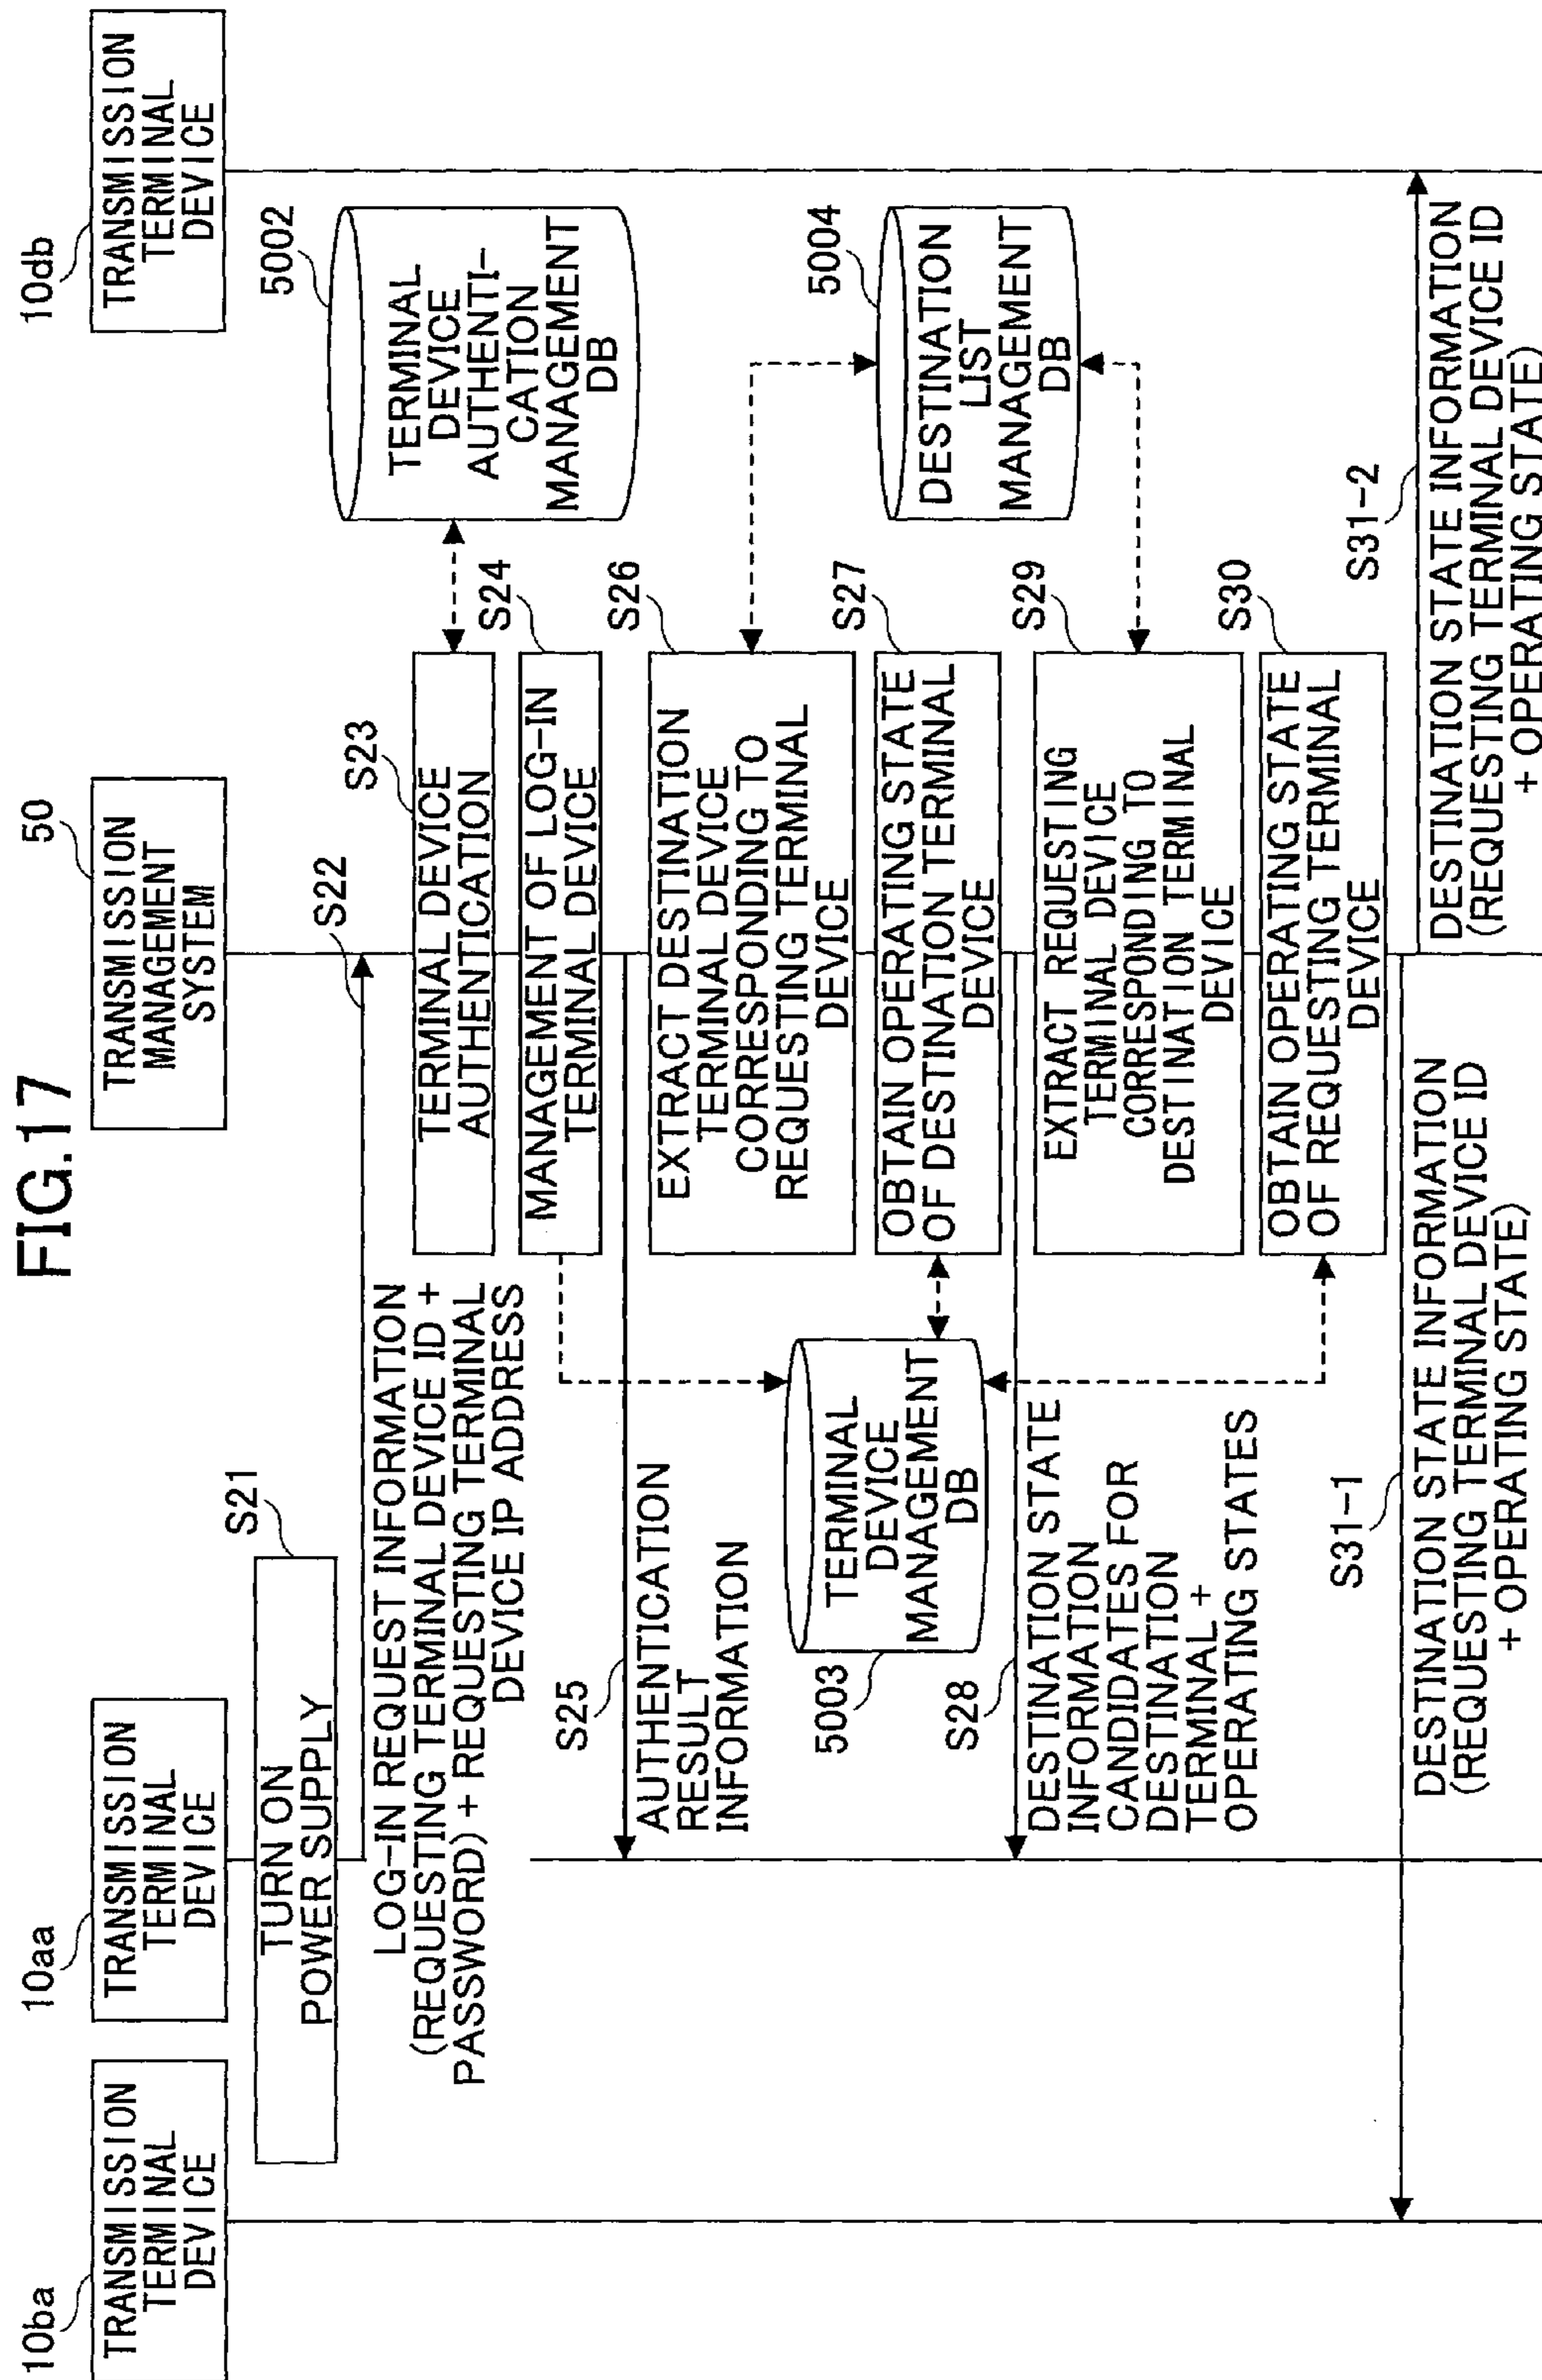 FIG.17
10ba
TRANSMISSION
TERMINAL
DEVICE
10aa
TRANSMISSION
TERMINAL
DEVICE
50
TRANSMISSION
MANAGEMENT
SYSTEM
10db
TRANSMISSION
TERMINAL
DEVICE
S21
TURN ON
POWER SUPPLY
S22
LOG-IN REQUEST INFORMATION
(REQUESTING TERMINAL DEVICE ID +
PASSWORD) + REQUESTING TERMINAL
DEVICE IP ADDRESS
S23
TERMINAL DEVICE
AUTHENTICATION
5002
TERMINAL
DEVICE
AUTHENTI-
CATION
MANAGEMENT
DB
S24
MANAGEMENT OF LOG-IN
TERMINAL DEVICE
S25
AUTHENTICATION
RESULT
INFORMATION
S26
EXTRACT DESTINATION
TERMINAL DEVICE
CORRESPONDING TO
REQUESTING TERMINAL
DEVICE
5003
TERMINAL
DEVICE
MANAGEMENT
DB
S27
OBTAIN OPERATING STATE
OF DESTINATION TERMINAL
DEVICE
5004
DESTINATION
LIST
MANAGEMENT
DB
S28
DESTINATION STATE
INFORMATION
CANDIDATES FOR
DESTINATION
TERMINAL +
OPERATING STATES
S29
EXTRACT REQUESTING
TERMINAL DEVICE
CORRESPONDING TO
DESTINATION TERMINAL
DEVICE
S30
OBTAIN OPERATING STATE
OF REQUESTING TERMINAL
DEVICE
S31-1
DESTINATION STATE INFORMATION
(REQUESTING TERMINAL DEVICE ID
+ OPERATING STATE)
S31-2
DESTINATION STATE INFORMATION
(REQUESTING TERMINAL DEVICE ID
+ OPERATING STATE)